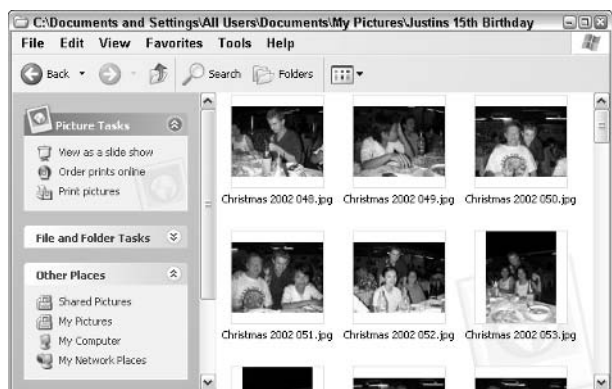 C:\Documents and Settings\All Users\Documents\My Pictures\Justins 15th Birthday
File Edit View Favorites Tools Help
Back Search Folders
Picture Tasks
View as a slide show
Order prints online
Print pictures
File and Folder Tasks
Other Places
Shared Pictures
My Pictures
My Computer
My Network Places
Christmas 2002 048.jpg Christmas 2002 049.jpg Christmas 2002 050.jpg
Christmas 2002 051.jpg Christmas 2002 052.jpg Christmas 2002 053.jpg